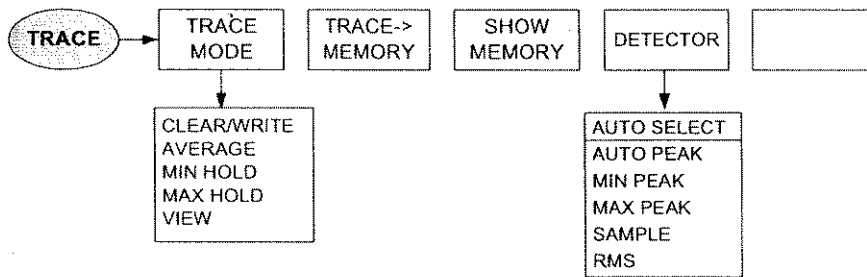 TRACE
TRACE
MODE
TRACE->
MEMORY
SHOW
MEMORY
DETECTOR
CLEAR/WRITE
AVERAGE
MIN HOLD
MAX HOLD
VIEW
AUTO SELECT
AUTO PEAK
MIN PEAK
MAX PEAK
SAMPLE
RMS